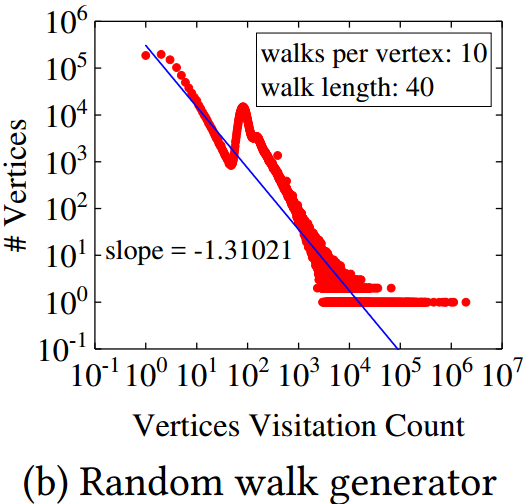 10^6
10^5
10^4
10^3
10^2
10^1
10^0
10^-1
# Vertices
walks per vertex: 10
walk length: 40
slope = -1.31021
10^-1 10^0 10^1 10^2 10^3 10^4 10^5 10^6 10^7
Vertices Visitation Count
(b) Random walk generator